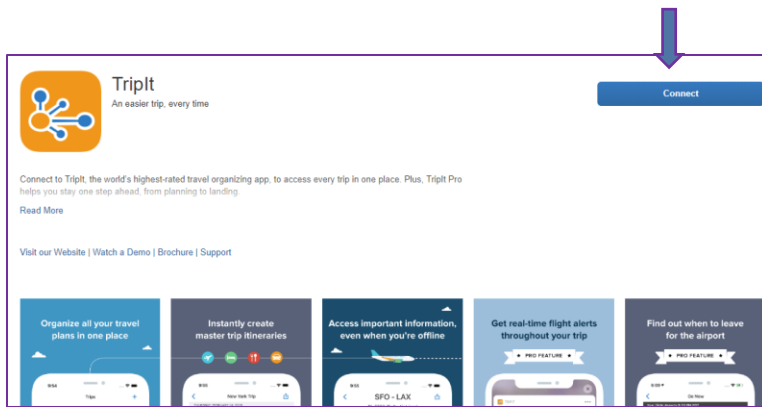 TripIt
An easier trip, every time
Connect
Connect to TripIt, the world's highest-rated travel organizing app, to access every trip in one place. Plus, TripIt Pro
helps you stay one step ahead, from planning to landing.
Read More
Visit our Website | Watch a Demo | Brochure | Support
Organize all your travel
plans in one place
Instantly create
master trip itineraries
Access important information,
even when you're offline
Get real-time flight alerts
throughout your trip
PRO FEATURE
Find out when to leave
for the airport
PRO FEATURE
9:54
Trips
New York Trip
SFO - LAX
Go Now